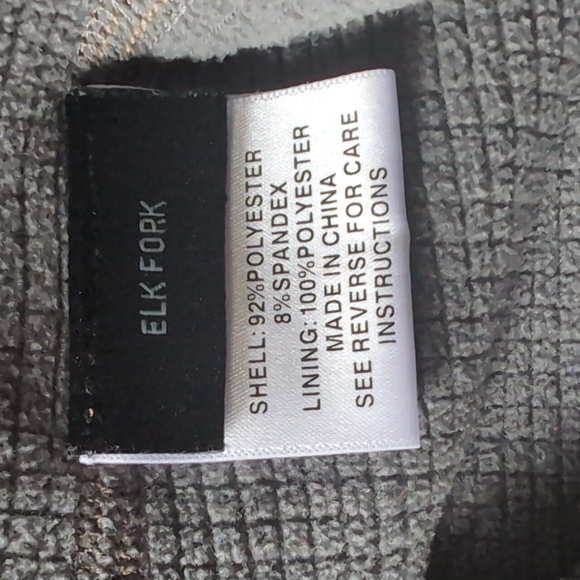 ELK FORK
SHELL: 92%POLYESTER
8%SPANDEX
LINING: 100%POLYESTER
MADE IN CHINA
SEE REVERSE FOR CARE
INSTRUCTIONS